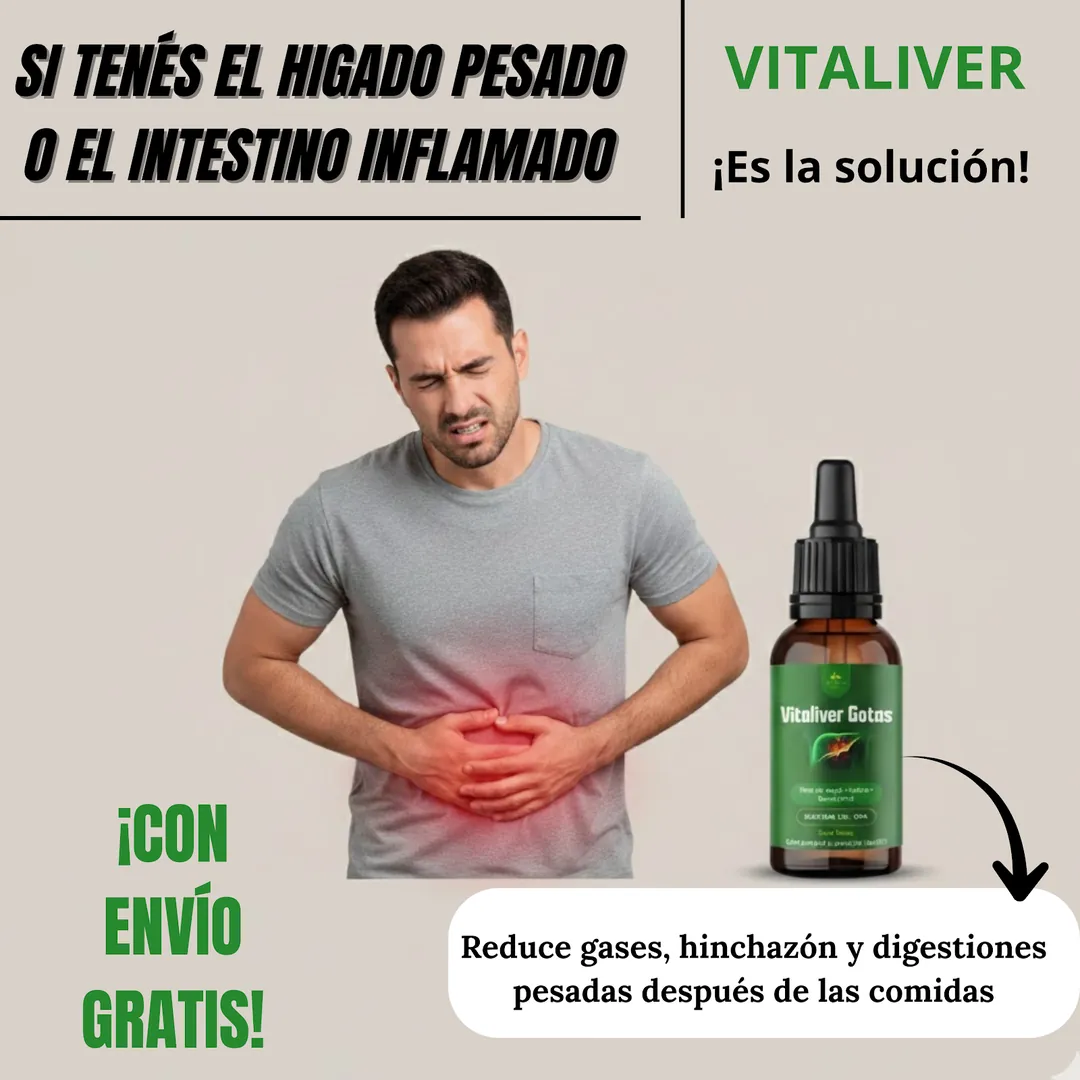 SI TENÉS EL HIGADO PESADO
O EL INTESTINO INFLAMADO
VITALIVER
¡Es la solución!
Vitaliver Gotas
¡CON
ENVÍO
GRATIS!
Reduce gases, hinchazón y digestiones
pesadas después de las comidas